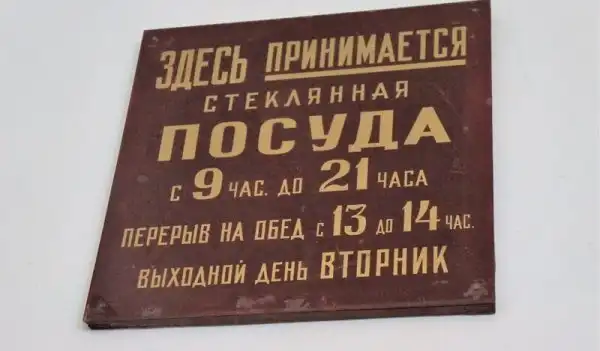 ЗДЕСЬ ПРИНИМАЕТСЯ
СТЕКЛЯННАЯ
ПОСУДА
С 9 ЧАС. ДО 21 ЧАСА
ПЕРЕРЫВ НА ОБЕД С 13 ДО 14 ЧАС.
ВЫХОДНОЙ ДЕНЬ ВТОРНИК